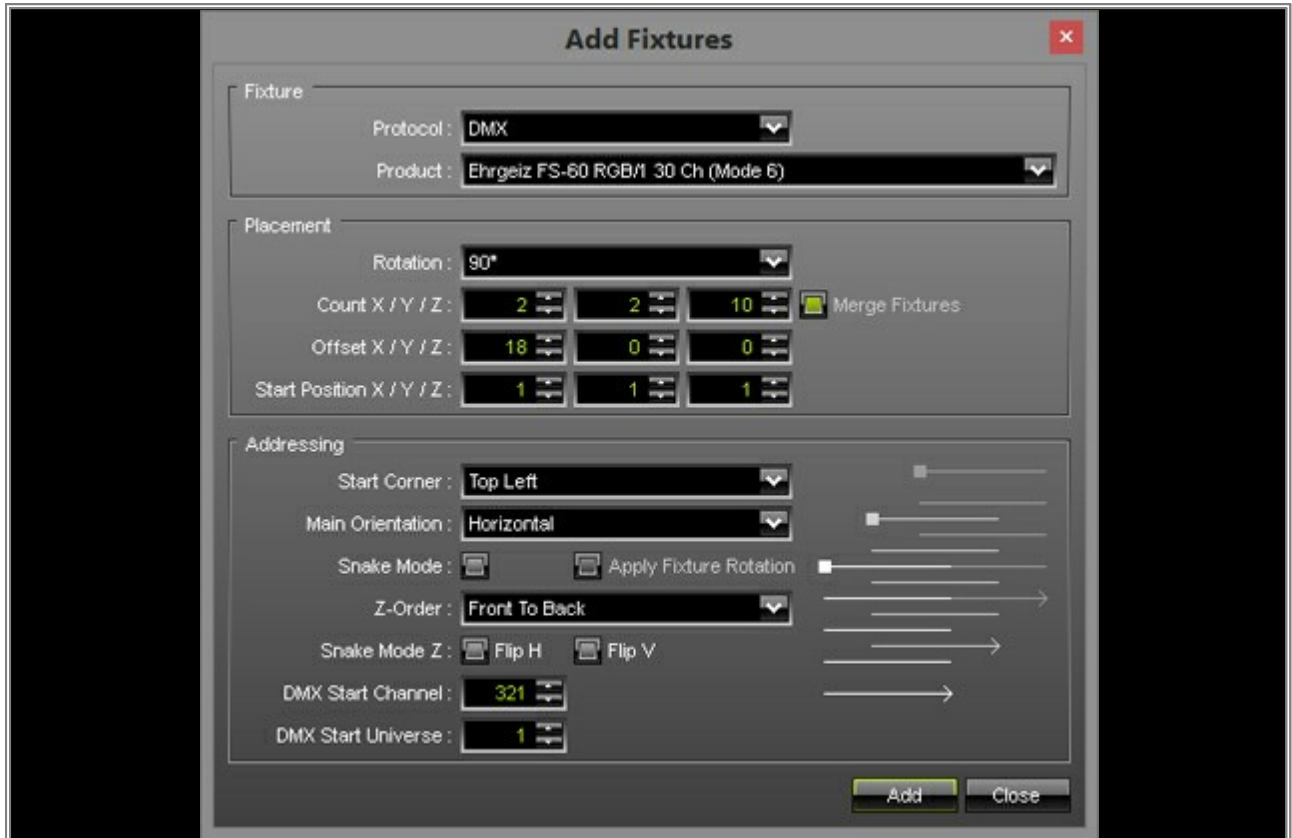 Add Fixtures
Fixture
Protocol : DMX
Product : Ehrgeiz FS-60 RGB/1 30 Ch (Mode 6)
Placement
Rotation : 90°
Count X / Y / Z : 2 2 10 Merge Fixtures
Offset X / Y / Z : 18 0 0
Start Position X / Y / Z : 1 1 1
Addressing
Start Corner : Top Left
Main Orientation : Horizontal
Snake Mode : Apply Fixture Rotation
Z-Order : Front To Back
Snake Mode Z : Flip H Flip V
DMX Start Channel : 321
DMX Start Universe : 1
Add Close